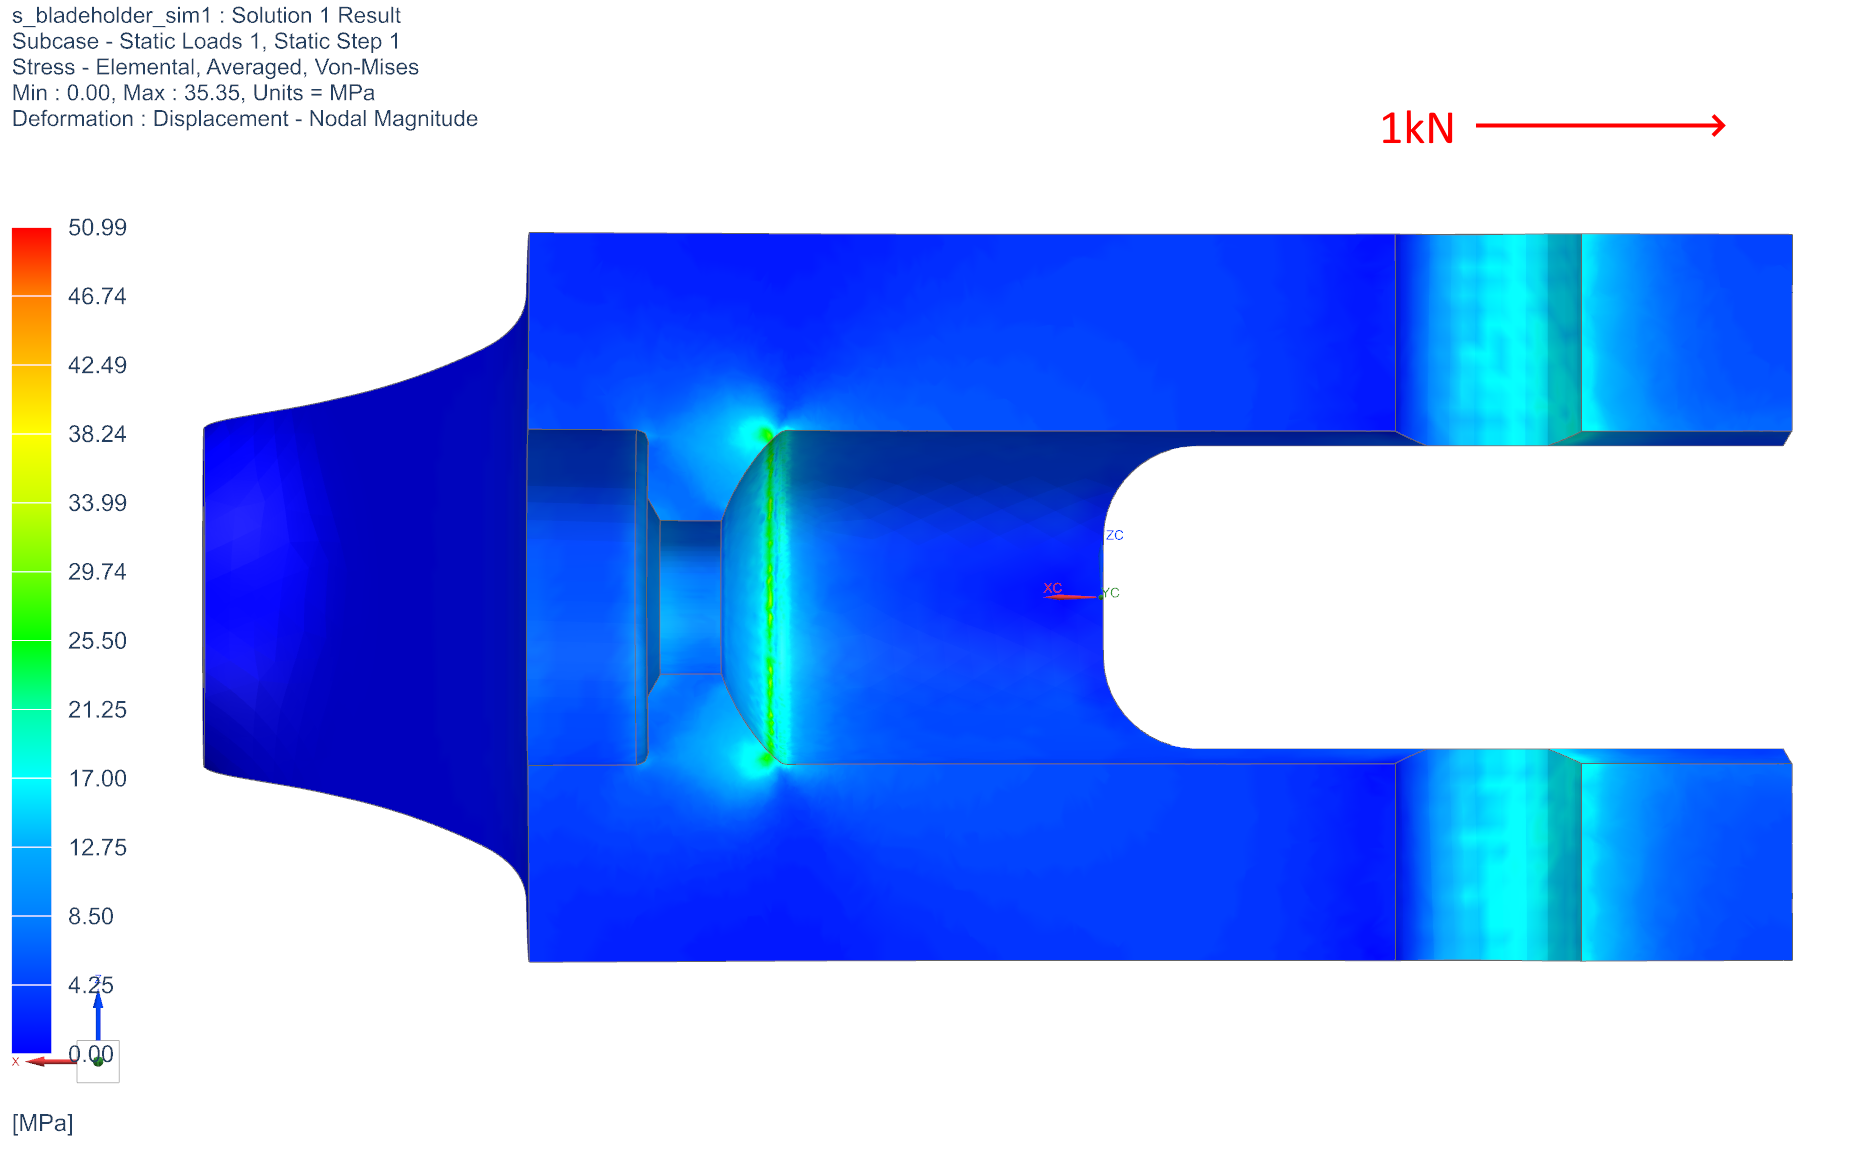 s_bladeholder_sim1 : Solution 1 Result
Subcase - Static Loads 1, Static Step 1
Stress - Elemental, Averaged, Von-Mises
Min : 0.00, Max : 35.35, Units = MPa
Deformation : Displacement - Nodal Magnitude
1kN
50.99
46.74
42.49
38.24
33.99
29.74
25.50
21.25
17.00
12.75
8.50
4.25
0.00
[MPa]
ZC
XC
YC
Z
X